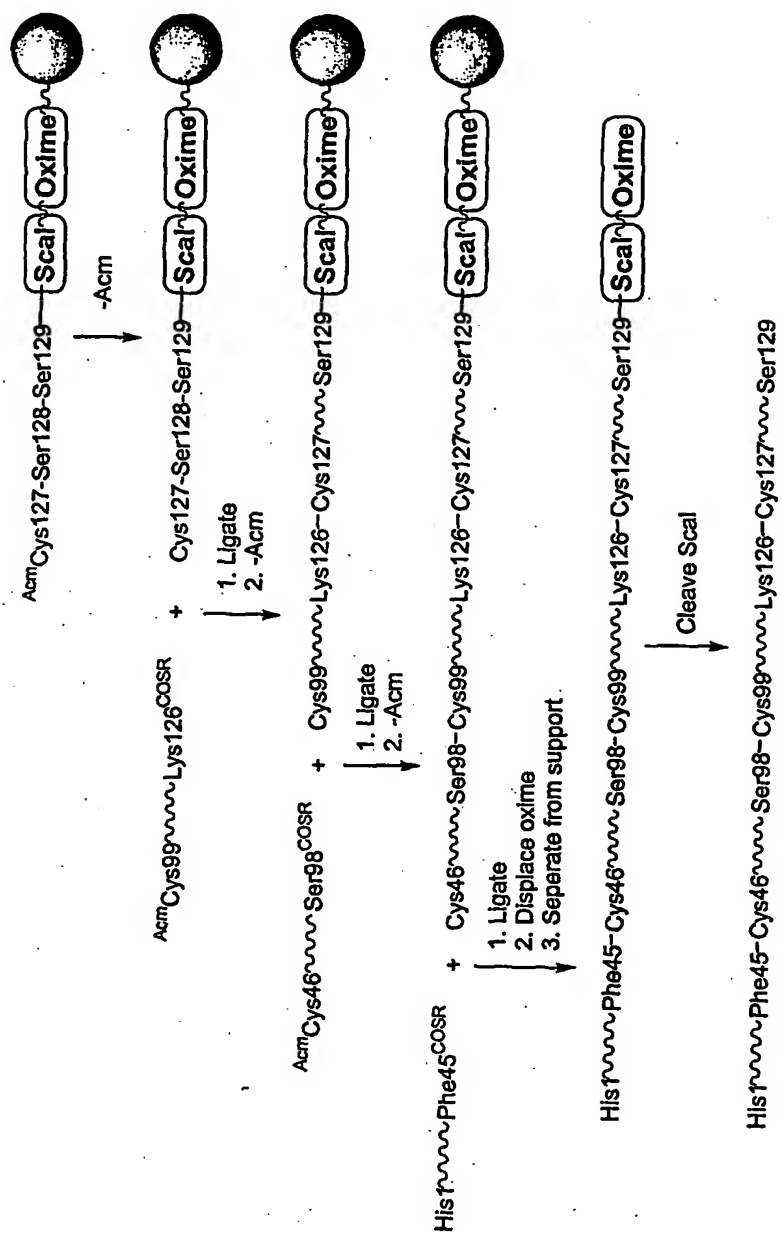 AcmCys127-Ser128-Ser129 Scal Oxime
-Acm
AcmCys99 Lys126COSR + Cys127-Ser128-Ser129 Scal Oxime
1. Ligate
2. -Acm
AcmCys46 Ser98COSR + Cys99 Lys126-Cys127 Ser129 Scal Oxime
1. Ligate
2. -Acm
His1 Phe45COSR + Cys46 Ser98-Cys99 Lys126-Cys127 Ser129 Scal Oxime
1. Ligate
2. Displace oxime
3. Seperate from support
His1 Phe45-Cys46 Ser98-Cys99 Lys126-Cys127 Ser129 Scal Oxime
Cleave Scal
His1 Phe45-Cys46 Ser98-Cys99 Lys126-Cys127 Ser129